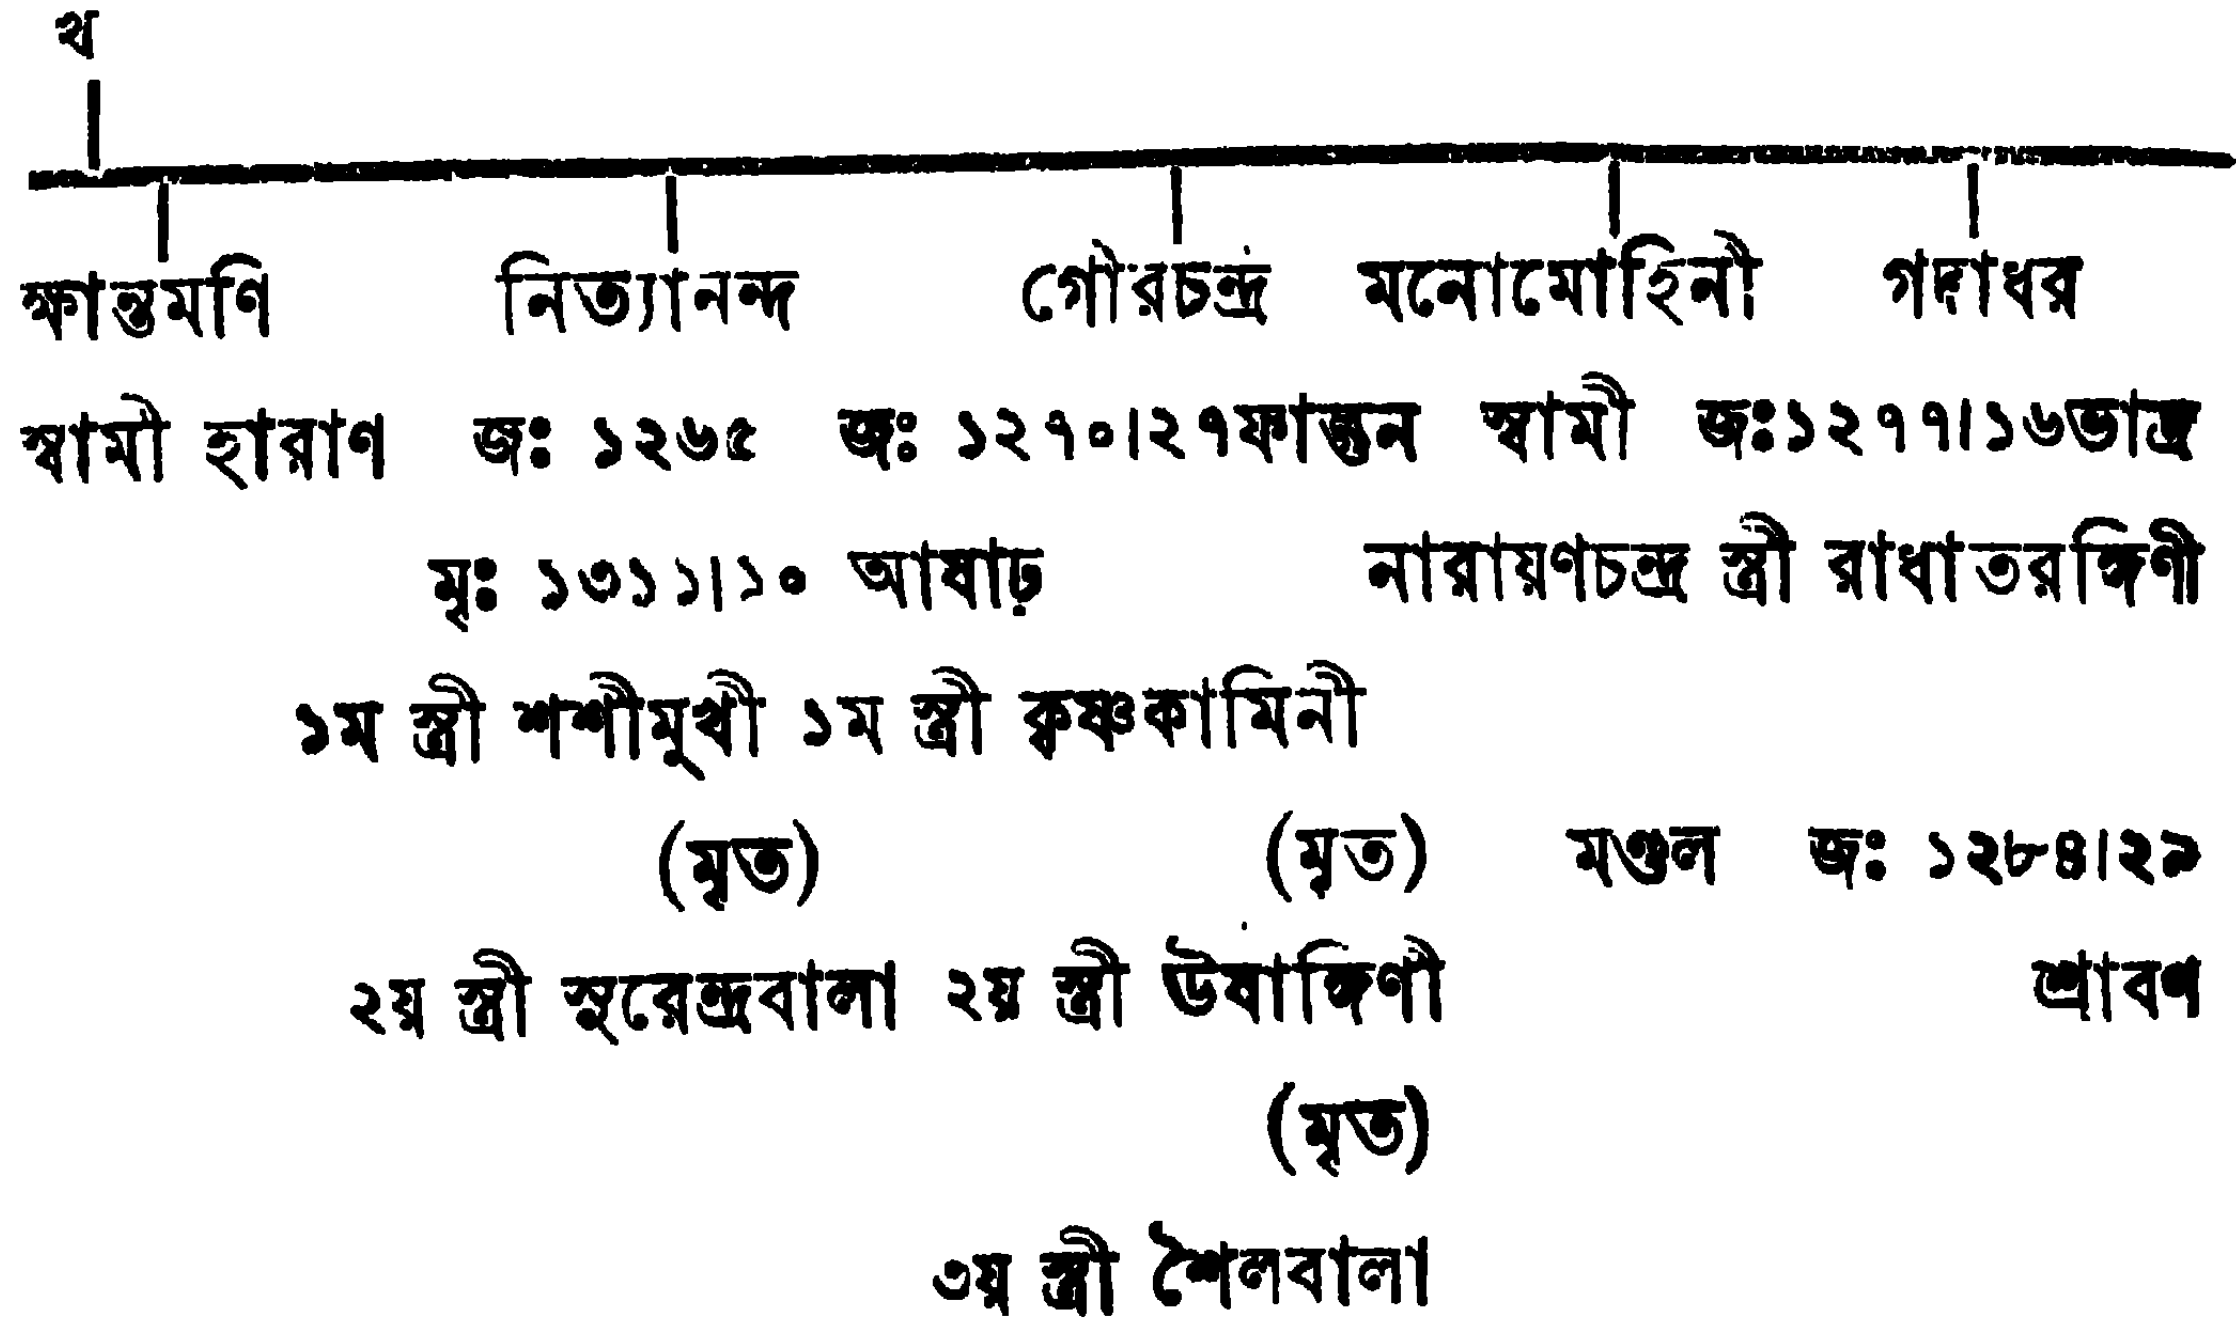 খ
ক্ষান্তমণি নিত্যানন্দ গৌরচন্দ্র মনোমোহিনী গদাধর
স্বামী হারাণ জঃ ১২৬৫ জঃ ১২৭০।২৭ফাল্গুন স্বামী জঃ১২৭৭।১৬ভাদ্র
মৃঃ ১৩১১।১০ আষাঢ় নারায়ণচন্দ্র স্ত্রী রাধাতরঙ্গিণী
১ম স্ত্রী শশীমুখী ১ম স্ত্রী কৃষ্ণকামিনী
(মৃত) (মৃত) মণ্ডল জঃ ১২৮৪।২৯
২য় স্ত্রী সুরেন্দ্রবালা ২য় স্ত্রী ঊষাঙ্গিণী শ্রাবণ
(মৃত)
৩য় স্ত্রী শৈলবালা